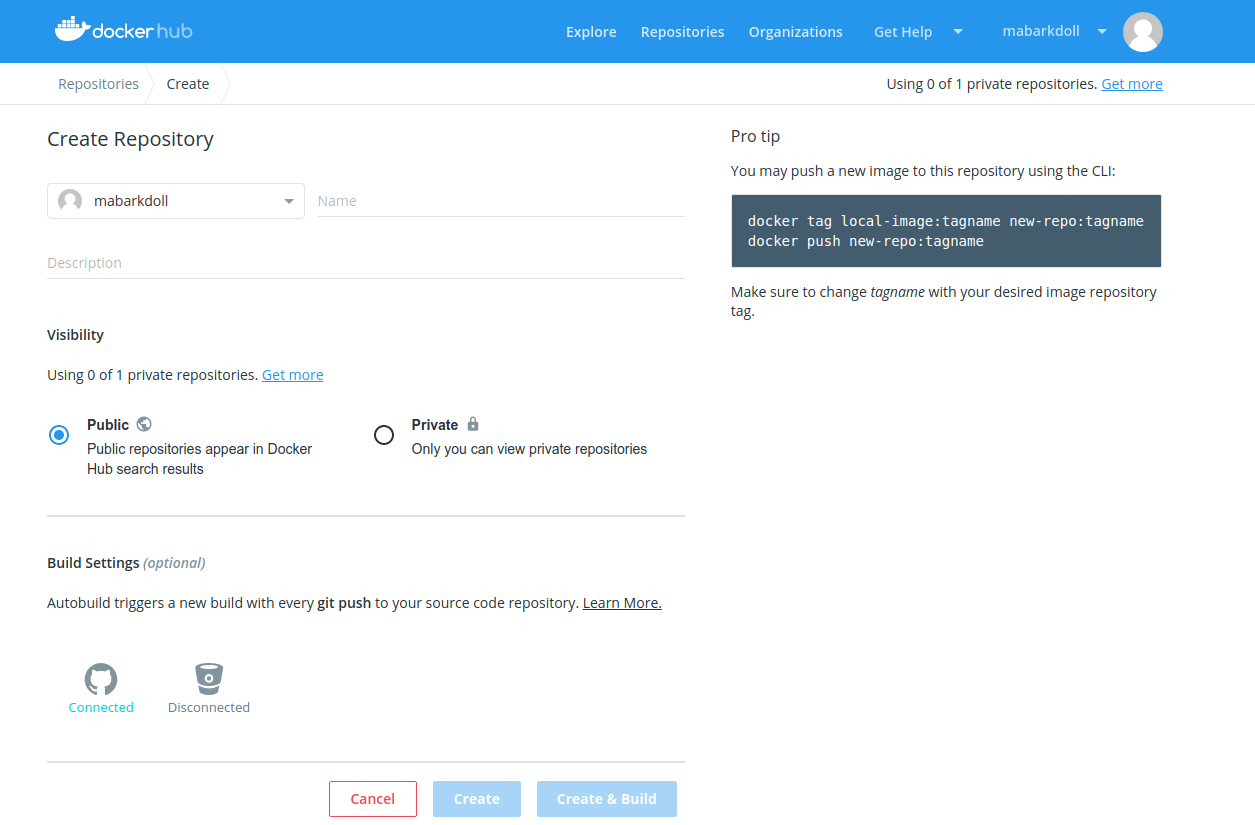 docker hub
Explore Repositories Organizations Get Help mabarkdoll
Repositories Create Using 0 of 1 private repositories. Get more
Create Repository
mabarkdoll Name
Description
Visibility
Using 0 of 1 private repositories. Get more
Public
Public repositories appear in Docker
Hub search results
Private
Only you can view private repositories
Build Settings (optional)
Autobuild triggers a new build with every git push to your source code repository. Learn More.
Connected Disconnected
Cancel Create Create & Build
Pro tip
You may push a new image to this repository using the CLI:
docker tag local-image:tagname new-repo:tagname
docker push new-repo:tagname
Make sure to change tagname with your desired image repository
tag.